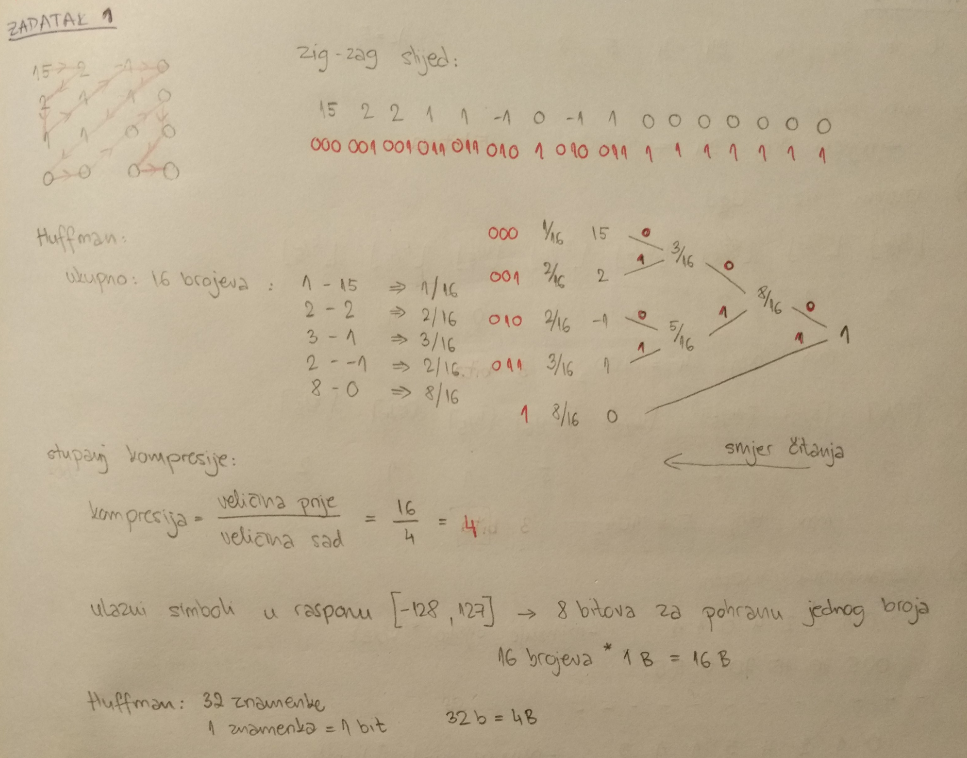 ZADATAK 1
zig-zag slijed:
15 2 -1 0
2 1 1 0
1 1 0 0
0 0 0 0
15 2 2 1 1 -1 0 -1 1 0 0 0 0 0 0 0
000 001 001 011 011 010 1 010 011 1 1 1 1 1 1 1
Huffman:
ukupno: 16 brojeva :
1 - 15 ⇒ 1/16
2 - 2 ⇒ 2/16
3 - 1 ⇒ 3/16
2 - -1 ⇒ 2/16
8 - 0 ⇒ 8/16
000 1/16 15 0
3/16 0
001 2/16 2 1
8/16 0
010 2/16 -1 0
5/16 1
011 3/16 1 1
1 1
1 8/16 0
smjer čitanja
stupanj kompresije:
kompresija = veličina prije / veličina sad = 16/4 = 4
ulazni simboli u rasponu [-128, 127] → 8 bitova za pohranu jednog broja
16 brojeva * 1 B = 16 B
Huffman: 32 znamenke
1 znamenka = 1 bit 32 b = 4B